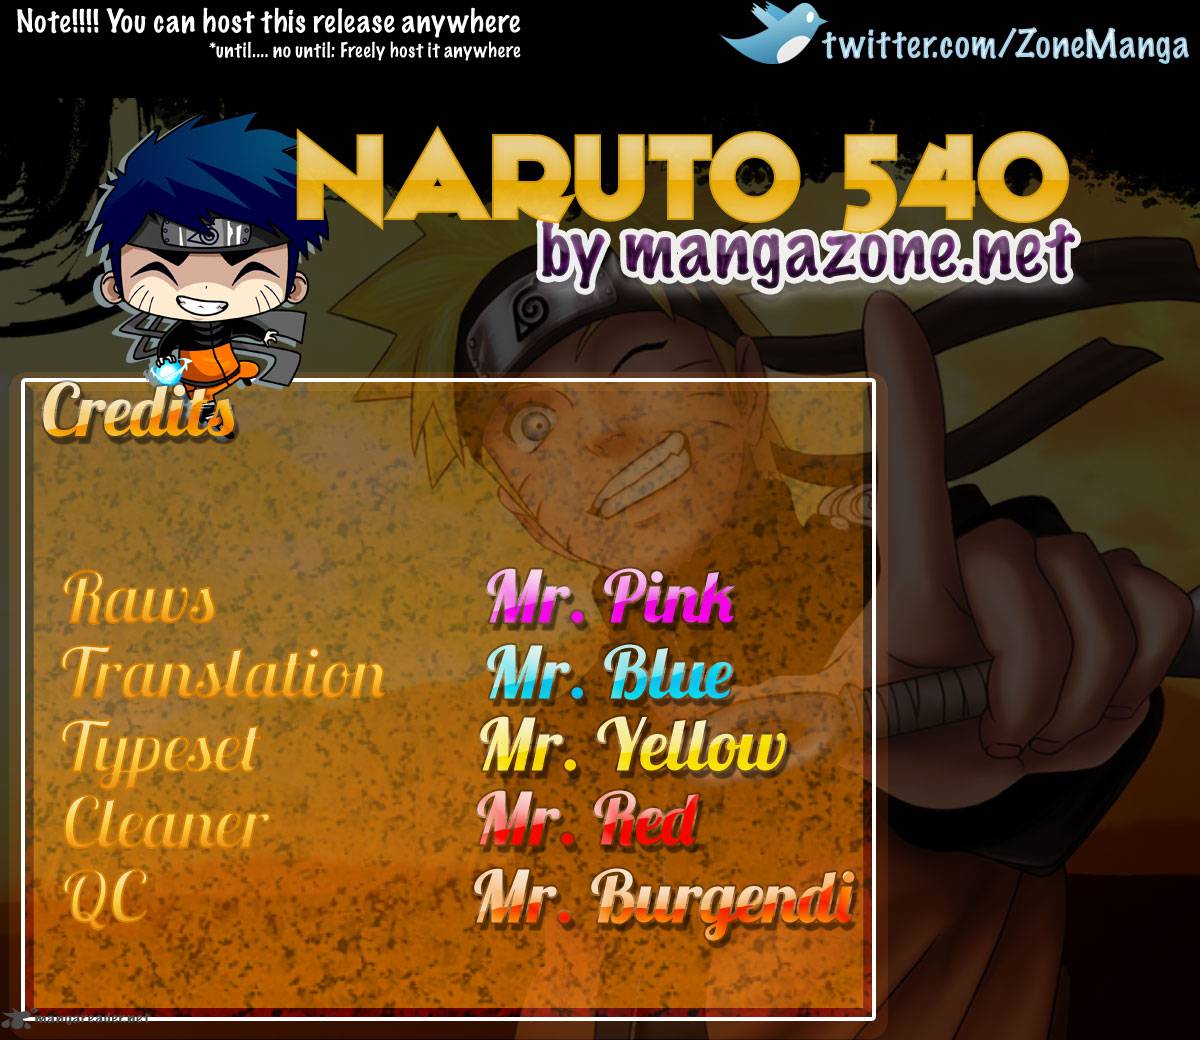 Note!!!! You can host this release anywhere
*until.... no until: Freely host it anywhere
twitter.com/ZoneManga
NARUTO 540
by mangazone.net
Credits
Raws Mr. Pink
Translation Mr. Blue
Typeset Mr. Yellow
Cleaner Mr. Red
QC Mr. Burgendi
mangareader.net